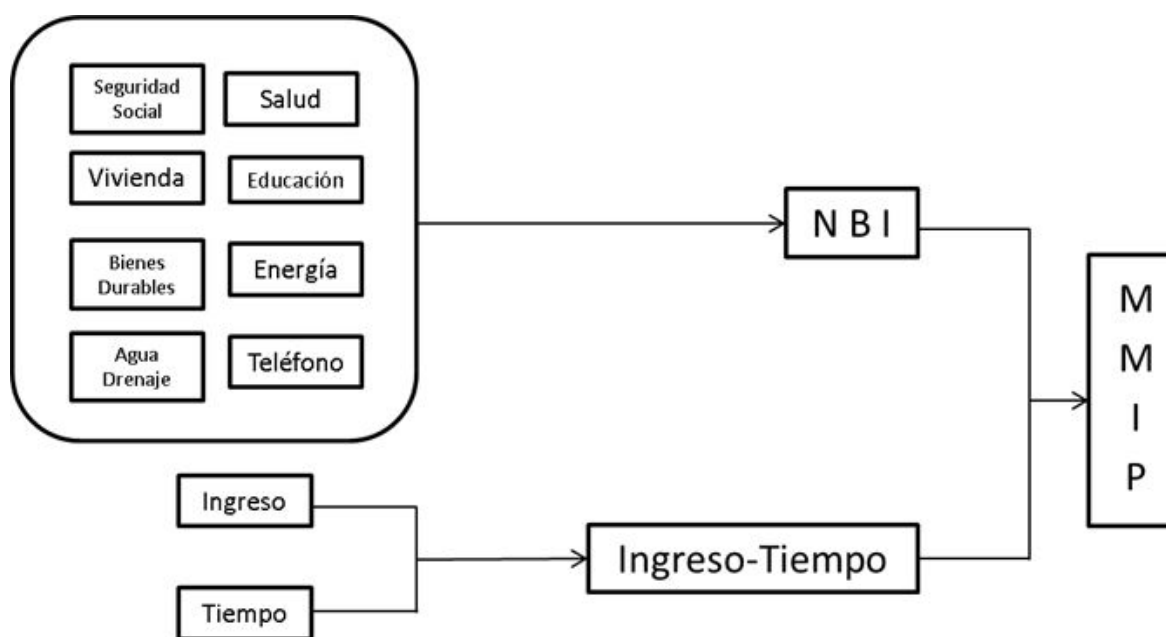 Seguridad
Social
Salud
Vivienda
Educación
Bienes
Durables
Energía
Agua
Drenaje
Teléfono
N B I
M
M
I
P
Ingreso
Ingreso-Tiempo
Tiempo